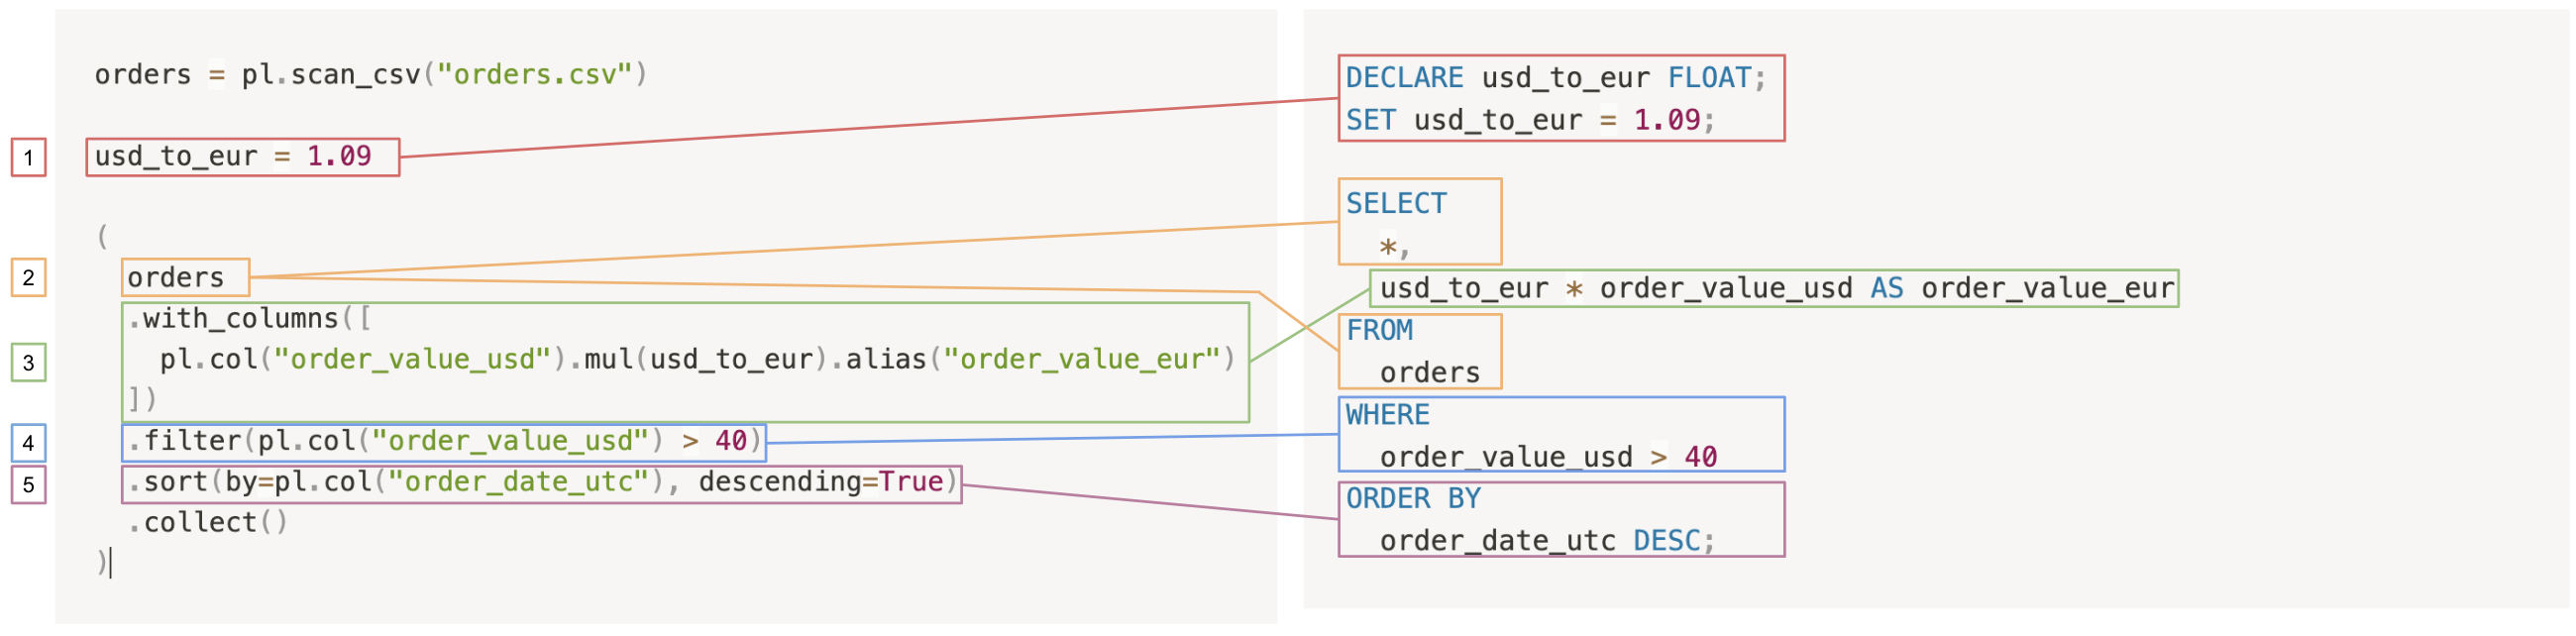 orders = pl.scan_csv("orders.csv")
1
usd_to_eur = 1.09
(
2
orders
.with_columns([
3
pl.col("order_value_usd").mul(usd_to_eur).alias("order_value_eur")
])
4
.filter(pl.col("order_value_usd") > 40)
5
.sort(by=pl.col("order_date_utc"), descending=True)
.collect()
)
DECLARE usd_to_eur FLOAT;
SET usd_to_eur = 1.09;
SELECT
*,
usd_to_eur * order_value_usd AS order_value_eur
FROM
orders
WHERE
order_value_usd > 40
ORDER BY
order_date_utc DESC;